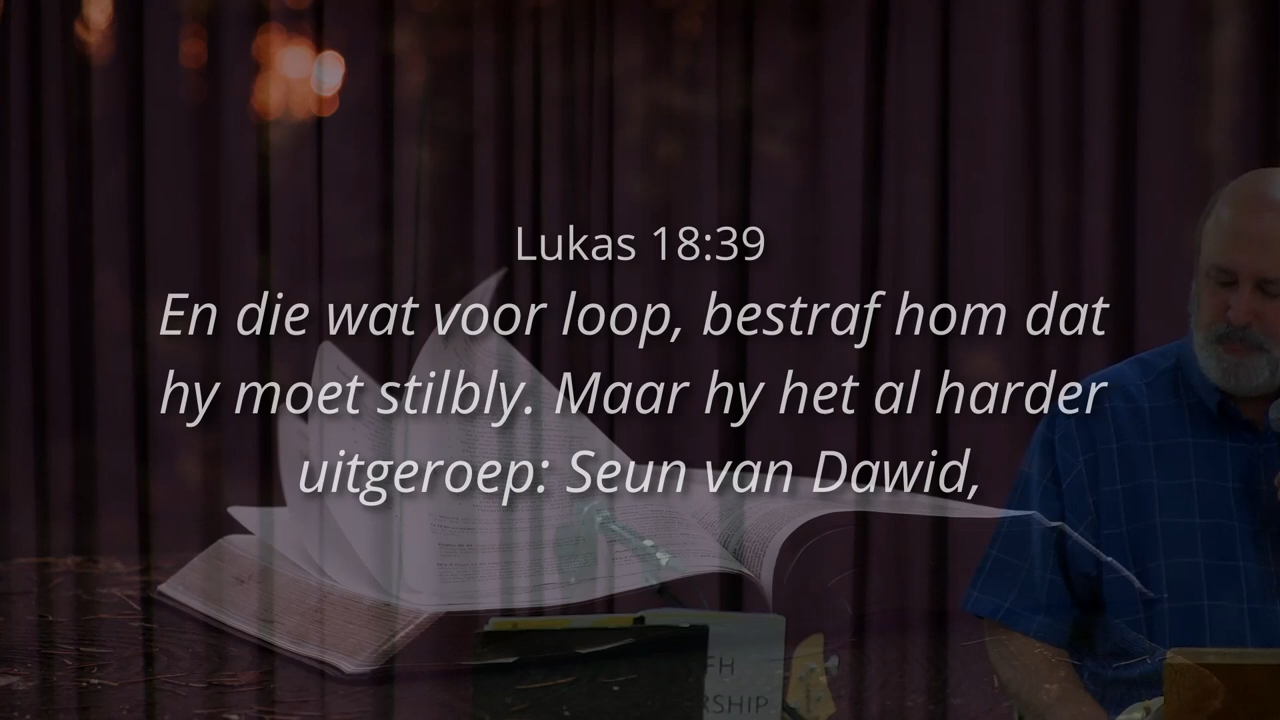 Lukas 18:39
En die wat voor loop, bestraf hom dat
hy moet stilbly. Maar hy het al harder
uitgeroep: Seun van Dawid,